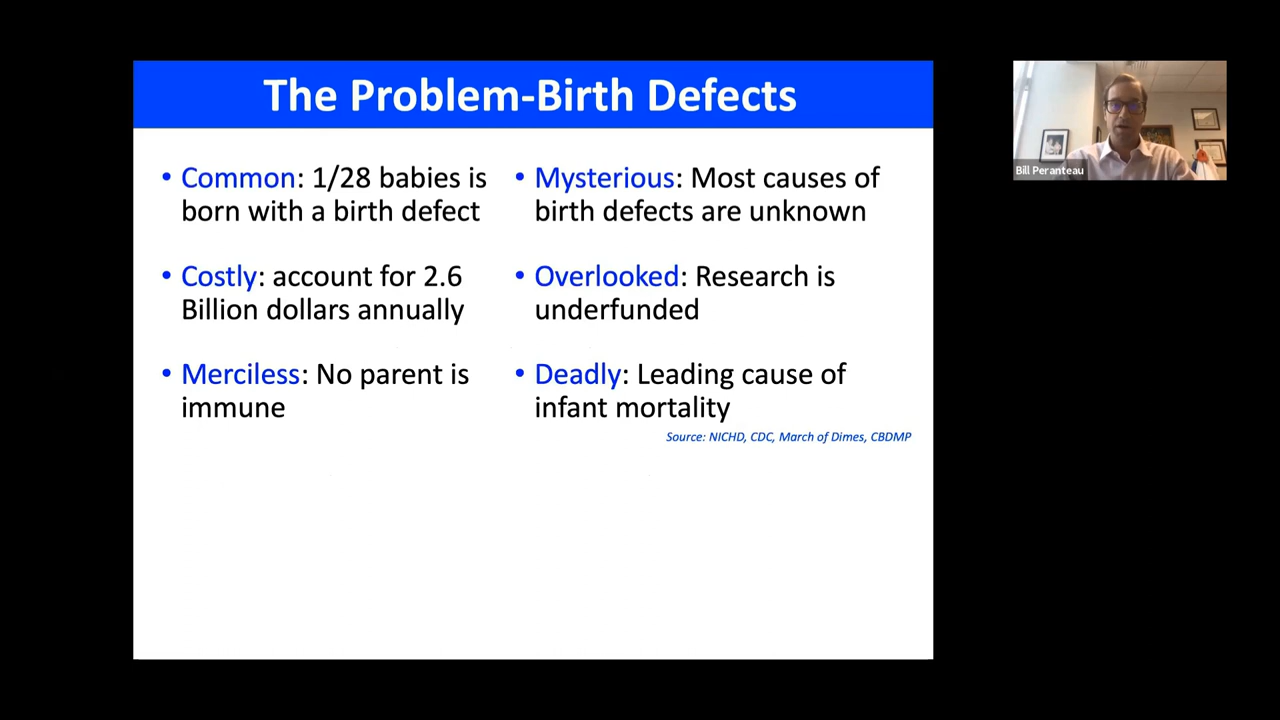 The Problem-Birth Defects
• Common: 1/28 babies is
born with a birth defect
• Costly: account for 2.6
Billion dollars annually
• Merciless: No parent is
immune
• Mysterious: Most causes of
birth defects are unknown
• Overlooked: Research is
underfunded
• Deadly: Leading cause of
infant mortality
Source: NICHD, CDC, March of Dimes, CBDMP
Bill Peranteau